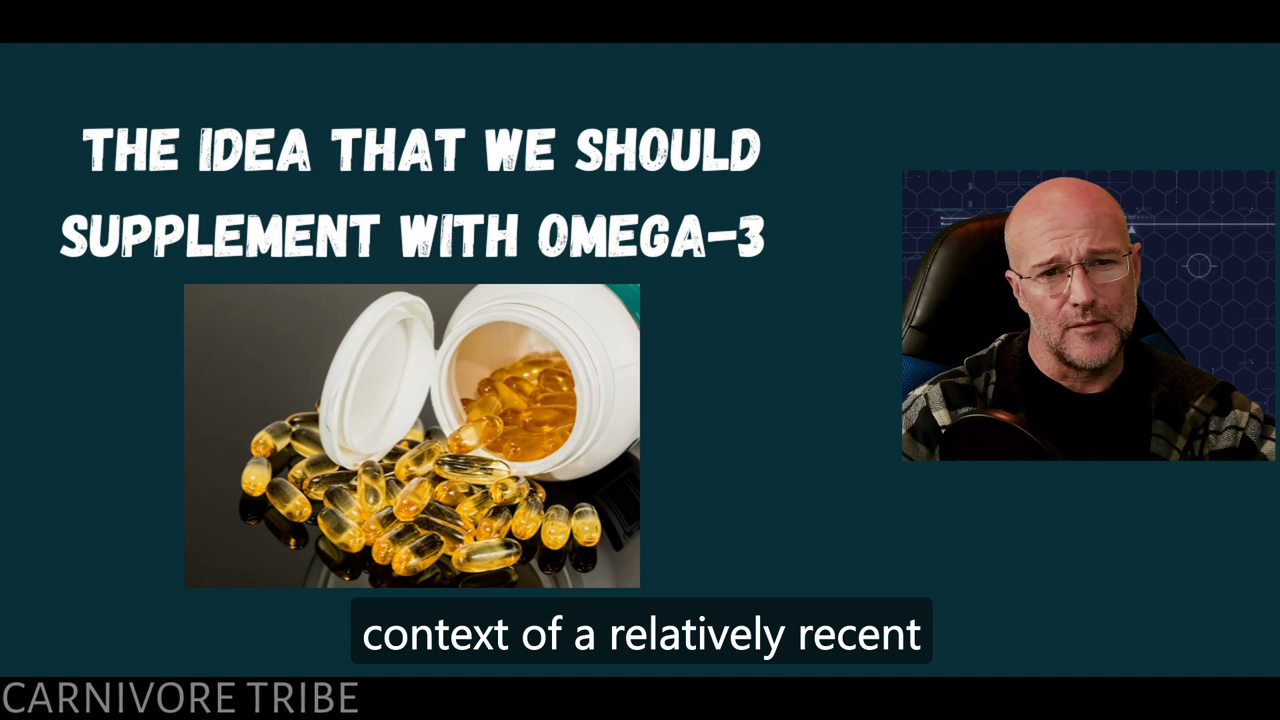 THE IDEA THAT WE SHOULD
SUPPLEMENT WITH OMEGA-3
context of a relatively recent
CARNIVORE TRIBE